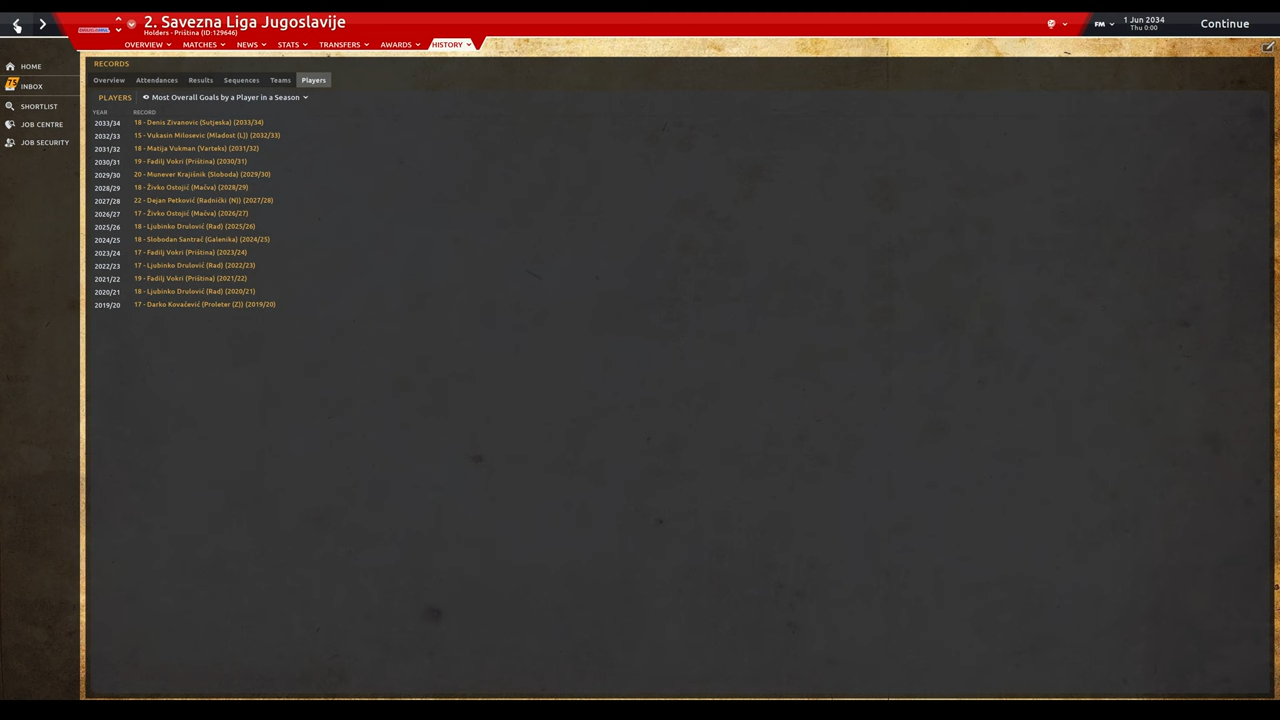 2. Savezna Liga Jugoslavije
Holders - Priština (ID:129646)
FM
1 Jun 2034
Thu 0:00
Continue
OVERVIEW MATCHES NEWS STATS TRANSFERS AWARDS HISTORY
HOME
INBOX
SHORTLIST
JOB CENTRE
JOB SECURITY
RECORDS
Overview Attendances Results Sequences Teams Players
PLAYERS Most Overall Goals by a Player in a Season
YEAR RECORD
2033/34 18 - Denis Zivanovic (Sutjeska) (2033/34)
2032/33 15 - Vukasin Milosevic (Mladost (L)) (2032/33)
2031/32 18 - Matija Vukman (Varteks) (2031/32)
2030/31 19 - Fadilj Vokri (Priština) (2030/31)
2029/30 20 - Munever Krajišnik (Sloboda) (2029/30)
2028/29 18 - Živko Ostojić (Mačva) (2028/29)
2027/28 22 - Dejan Petković (Radnički (N)) (2027/28)
2026/27 17 - Živko Ostojić (Mačva) (2026/27)
2025/26 18 - Ljubinko Drulović (Rad) (2025/26)
2024/25 18 - Slobodan Santrač (Galenika) (2024/25)
2023/24 17 - Fadilj Vokri (Priština) (2023/24)
2022/23 17 - Ljubinko Drulović (Rad) (2022/23)
2021/22 19 - Fadilj Vokri (Priština) (2021/22)
2020/21 18 - Ljubinko Drulović (Rad) (2020/21)
2019/20 17 - Darko Kovačević (Proleter (Z)) (2019/20)